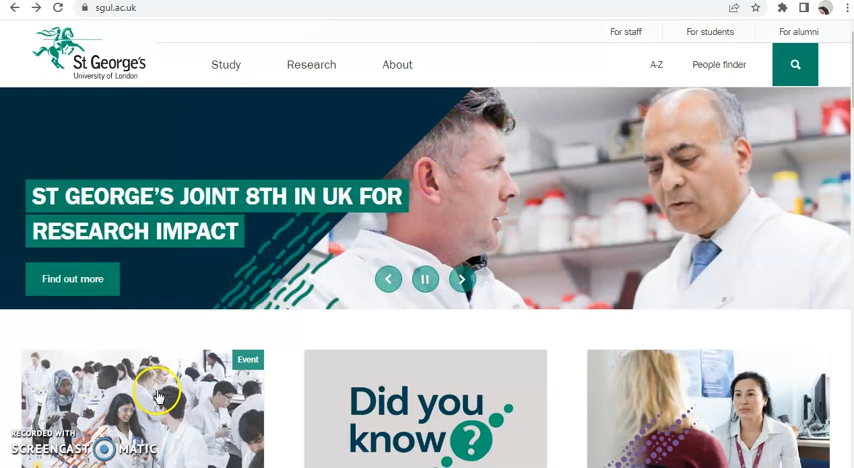 sgul.ac.uk
For staff
For students
For alumni
St George's
University of London
Study
Research
About
A-Z
People finder
ST GEORGE'S JOINT 8TH IN UK FOR
RESEARCH IMPACT
Find out more
Event
Did you
know?
RECORDED WITH
SCREENCAST MATIC